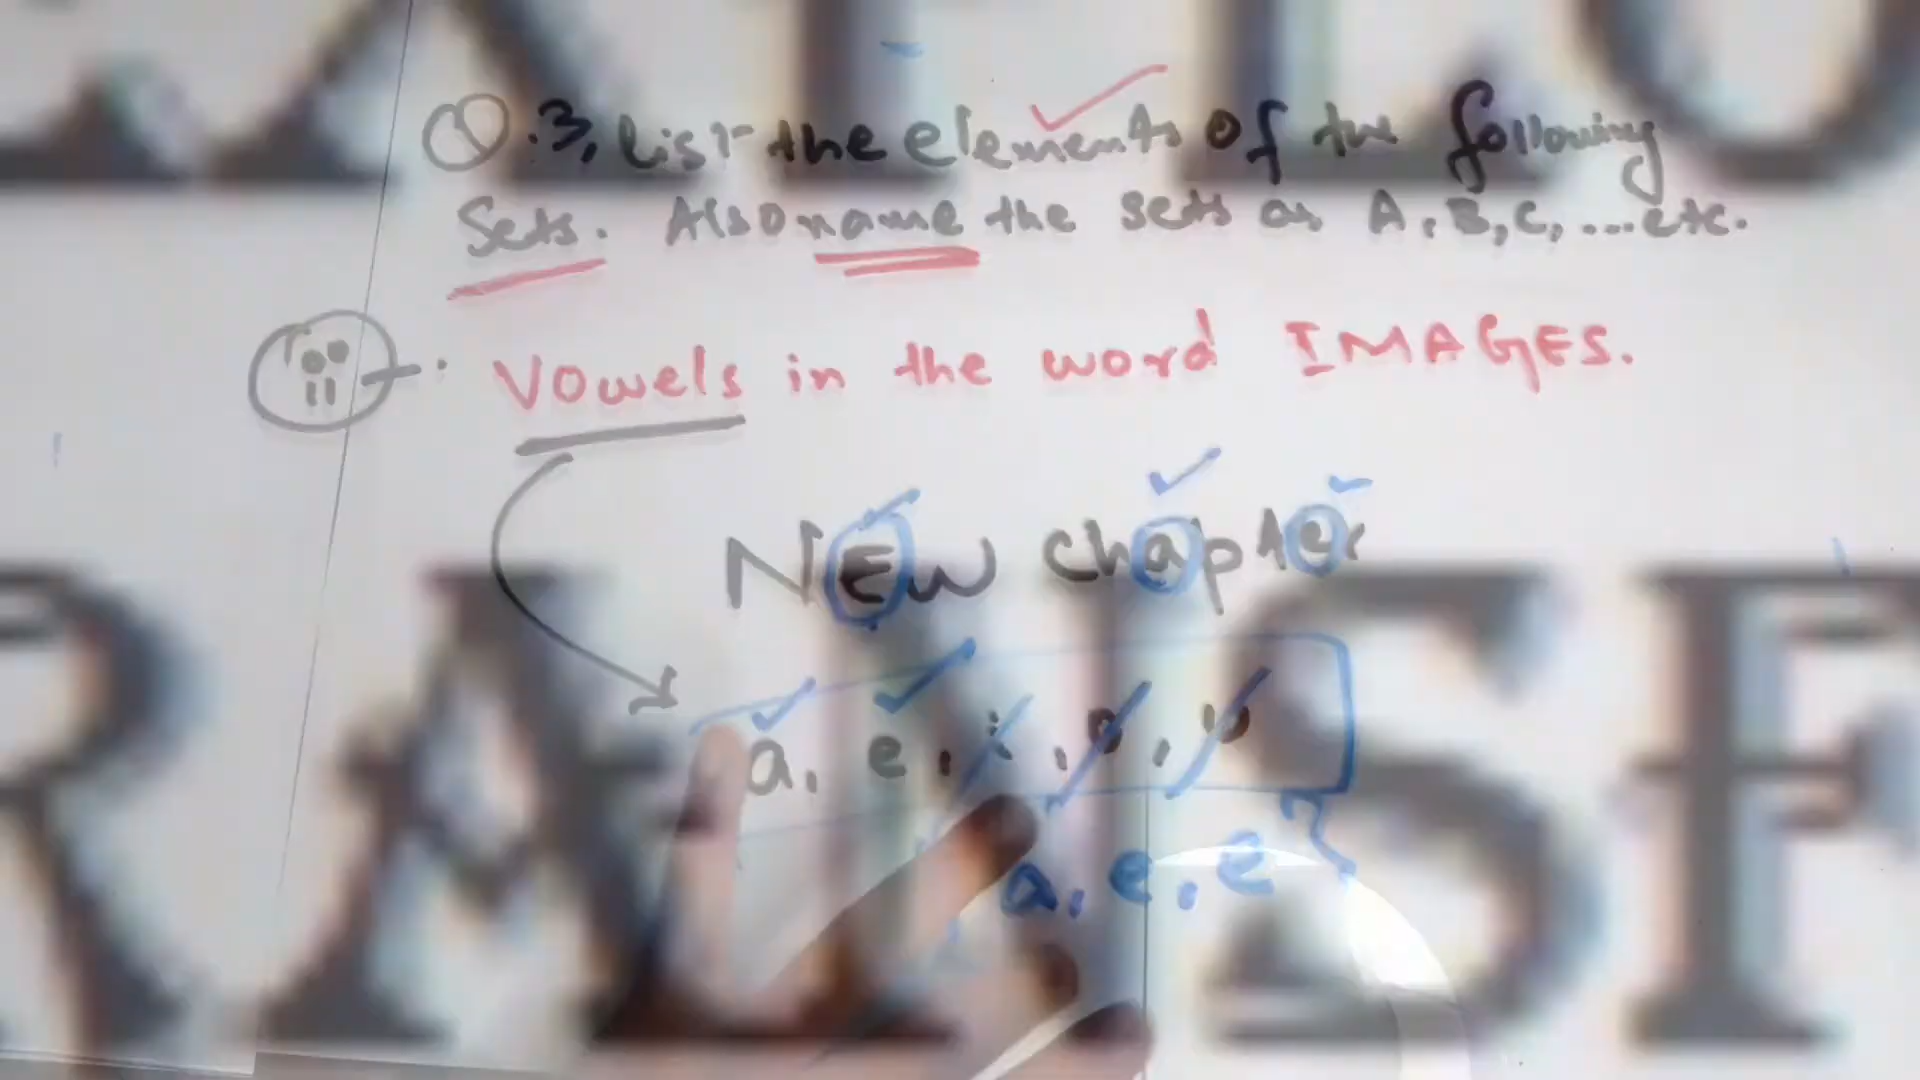 Q.3, List the elements of the following
Sets. Also name the sets as A, B, C, ...etc.
Vowels in the word IMAGES.
NEW Chapter
a, e, i, o, u
a, e, e }
RAISF